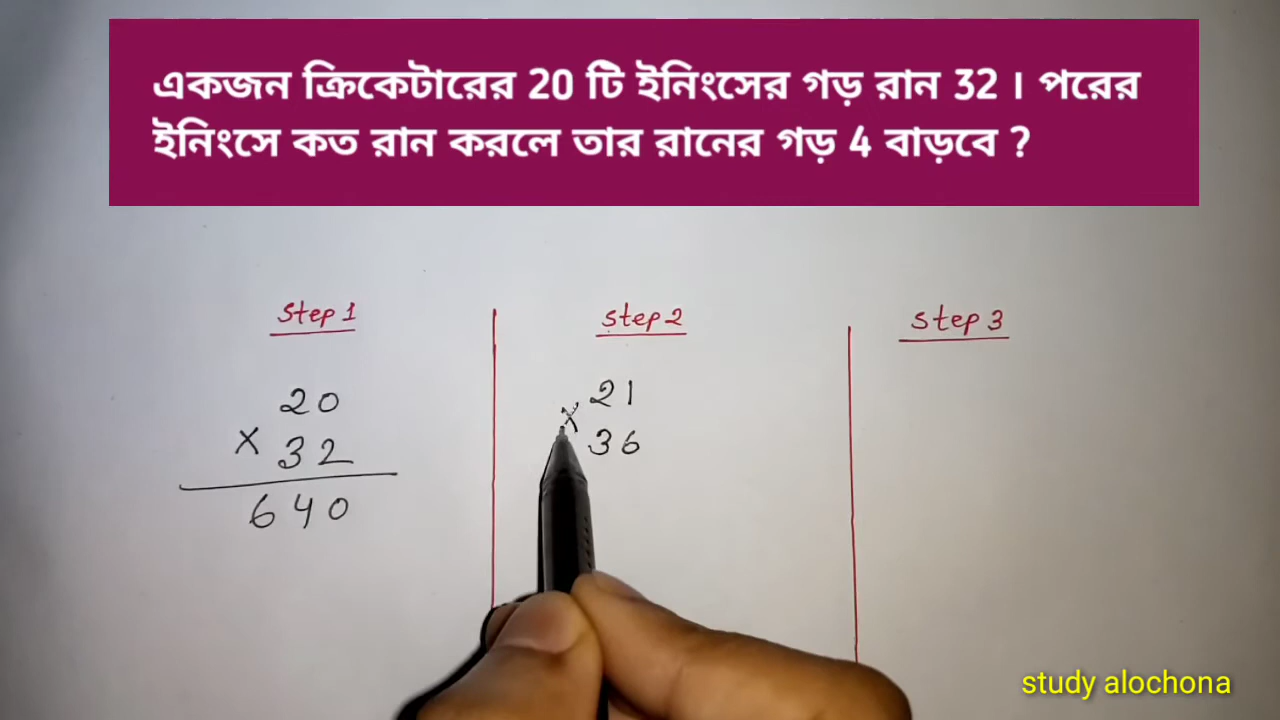 একজন ক্রিকেটারের 20 টি ইনিংসের গড় রান 32 । পরের
ইনিংসে কত রান করলে তার রানের গড় 4 বাড়বে ?
Step 1
20
× 32
640
Step 2
21
× 36
Step 3
study alochona